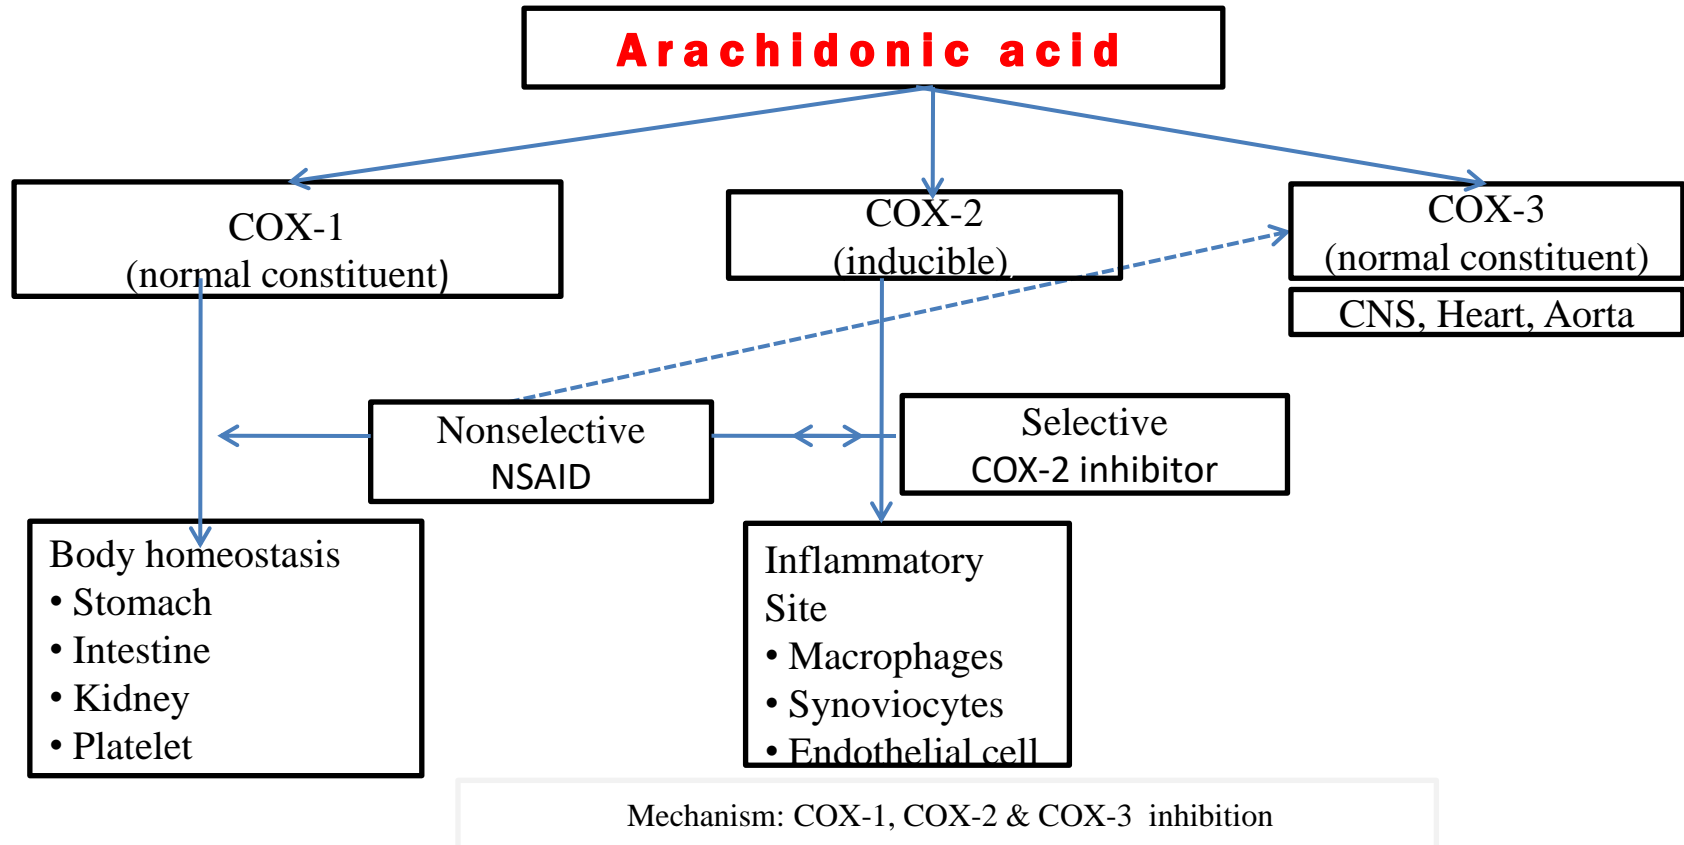 Arachidonic acid
COX-1
(normal constituent)
COX-2
(inducible)
COX-3
(normal constituent)
CNS, Heart, Aorta
Nonselective
NSAID
Selective
COX-2 inhibitor
Body homeostasis
• Stomach
• Intestine
• Kidney
• Platelet
Inflammatory
Site
• Macrophages
• Synoviocytes
• Endothelial cell
Mechanism: COX-1, COX-2 & COX-3 inhibition